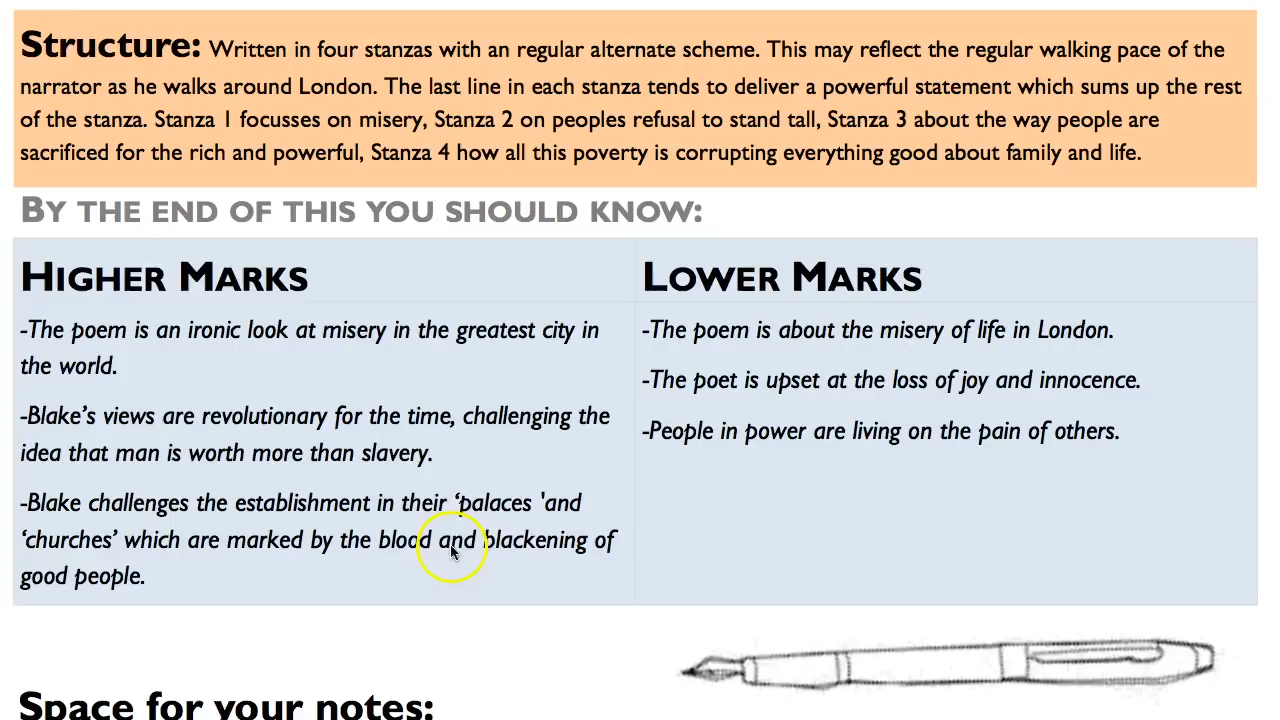 Structure: Written in four stanzas with an regular alternate scheme. This may reflect the regular walking pace of the
narrator as he walks around London. The last line in each stanza tends to deliver a powerful statement which sums up the rest
of the stanza. Stanza 1 focusses on misery, Stanza 2 on peoples refusal to stand tall, Stanza 3 about the way people are
sacrificed for the rich and powerful, Stanza 4 how all this poverty is corrupting everything good about family and life.
BY THE END OF THIS YOU SHOULD KNOW:
HIGHER MARKS
-The poem is an ironic look at misery in the greatest city in
the world.
-Blake's views are revolutionary for the time, challenging the
idea that man is worth more than slavery.
-Blake challenges the establishment in their ‘palaces 'and
‘churches’ which are marked by the blood and blackening of
good people.
LOWER MARKS
-The poem is about the misery of life in London.
-The poet is upset at the loss of joy and innocence.
-People in power are living on the pain of others.
Space for your notes: